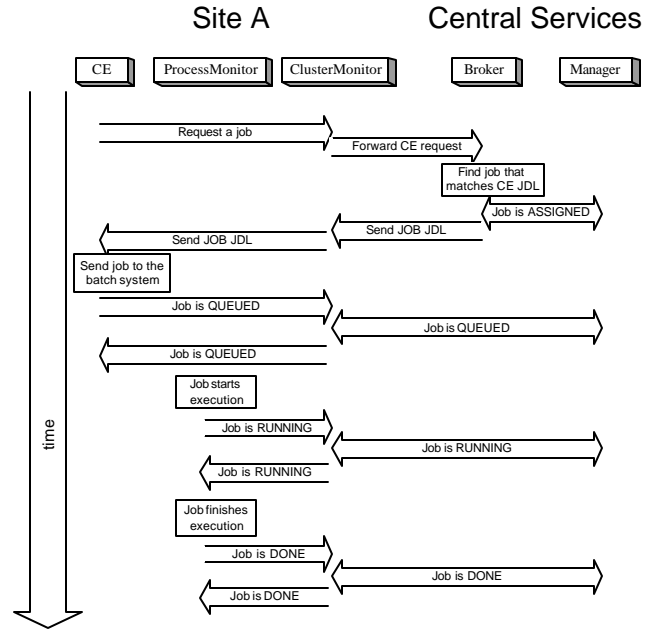 Site A
Central Services
CE
ProcessMonitor
ClusterMonitor
Broker
Manager
Request a job
Forward CE request
Find job that
matches CE JDL
Job is ASSIGNED
Send JOB JDL
Send JOB JDL
Send job to the
batch system
Job is QUEUED
Job is QUEUED
Job is QUEUED
Job starts
execution
Job is RUNNING
Job is RUNNING
Job is RUNNING
Job finishes
execution
Job is DONE
Job is DONE
Job is DONE
time